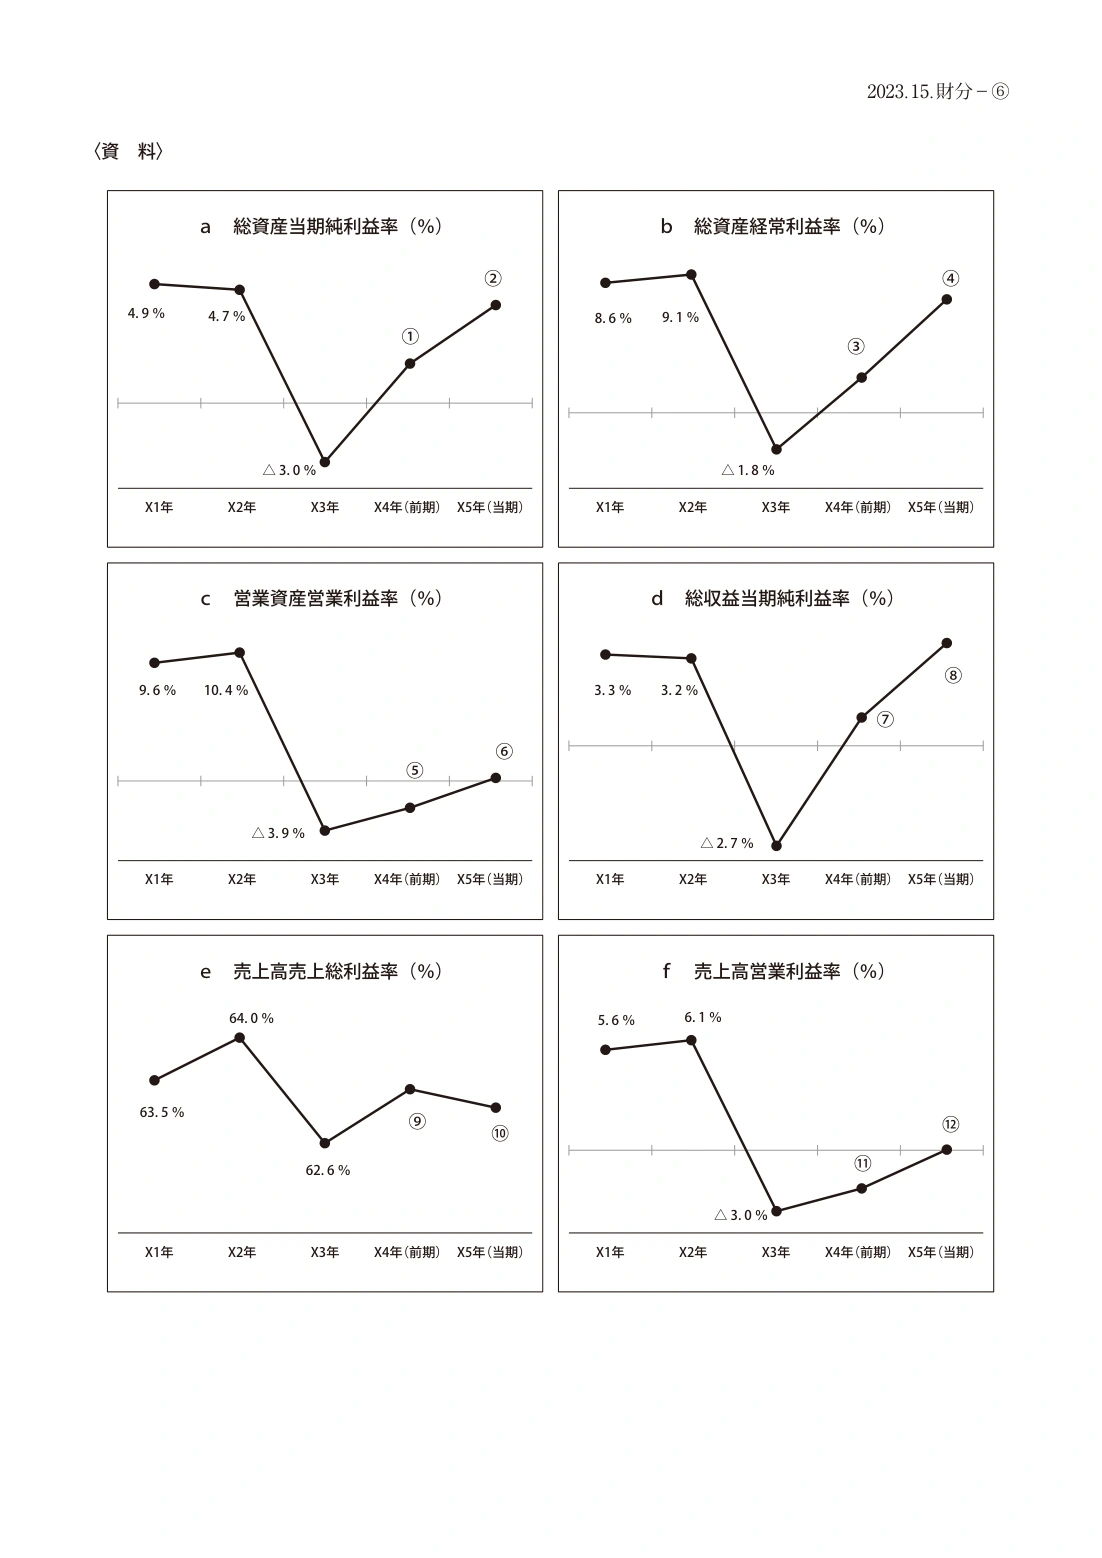 2023.15.財分－⑥
〈資　料〉
a　総資産当期純利益率（％）
②
①
4.9％
4.7％
△3.0％
X1年 X2年 X3年 X4年（前期） X5年（当期）
b　総資産経常利益率（％）
④
③
8.6％
9.1％
△1.8％
X1年 X2年 X3年 X4年（前期） X5年（当期）
c　営業資産営業利益率（％）
9.6％
10.4％
⑥
⑤
△3.9％
X1年 X2年 X3年 X4年（前期） X5年（当期）
d　総収益当期純利益率（％）
⑧
3.3％
3.2％
⑦
△2.7％
X1年 X2年 X3年 X4年（前期） X5年（当期）
e　売上高売上総利益率（％）
64.0％
63.5％
⑨
⑩
62.6％
X1年 X2年 X3年 X4年（前期） X5年（当期）
f　売上高営業利益率（％）
5.6％
6.1％
⑫
⑪
△3.0％
X1年 X2年 X3年 X4年（前期） X5年（当期）